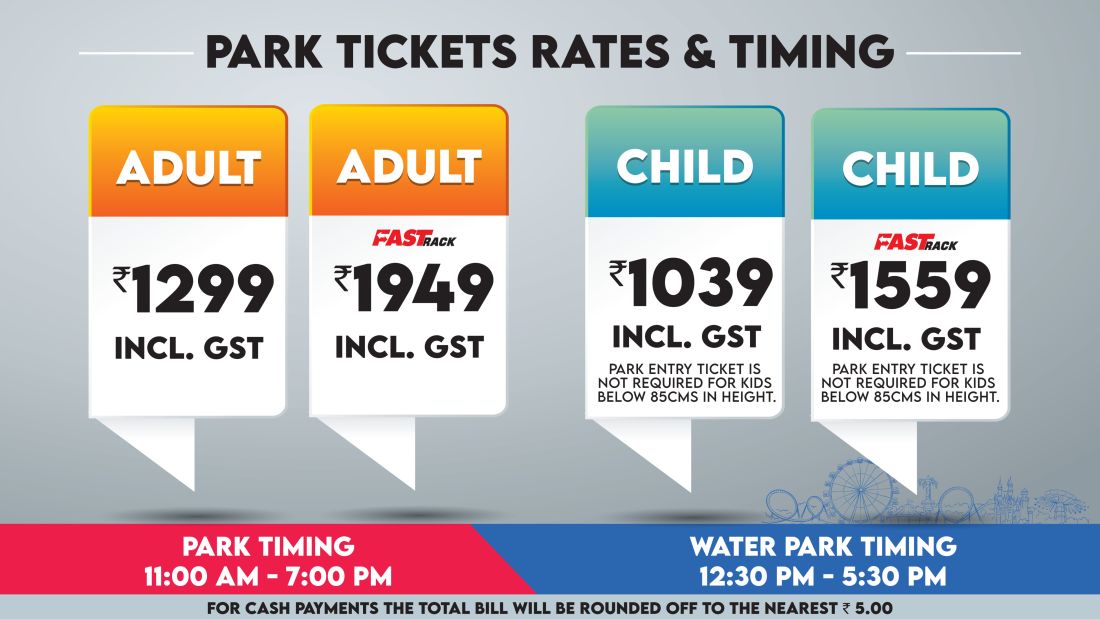 PARK TICKETS RATES & TIMING
ADULT
₹1299
INCL. GST
ADULT
FASTRACK
₹1949
INCL. GST
CHILD
₹1039
INCL. GST
PARK ENTRY TICKET IS
NOT REQUIRED FOR KIDS
BELOW 85CMS IN HEIGHT.
CHILD
FASTRACK
₹1559
INCL. GST
PARK ENTRY TICKET IS
NOT REQUIRED FOR KIDS
BELOW 85CMS IN HEIGHT.
PARK TIMING
11:00 AM - 7:00 PM
WATER PARK TIMING
12:30 PM - 5:30 PM
FOR CASH PAYMENTS THE TOTAL BILL WILL BE ROUNDED OFF TO THE NEAREST ₹ 5.00